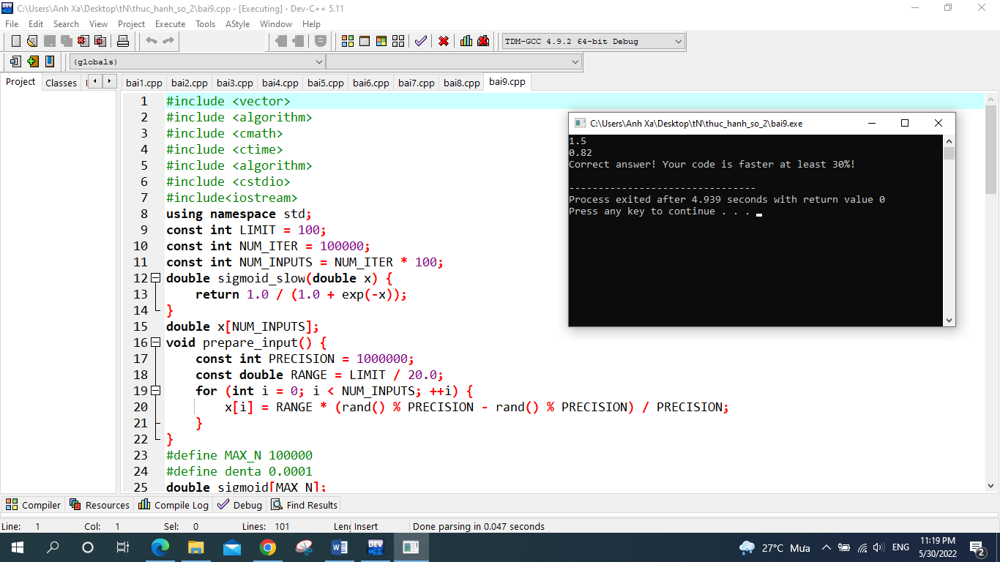 C:\Users\Anh Xa\Desktop\tN\thuc_hanh_so_2\bai9.cpp - [Executing] - Dev-C++ 5.11
File Edit Search View Project Execute Tools AStyle Window Help
TDM-GCC 4.9.2 64-bit Debug
(globals)
Project Classes
bai1.cpp bai2.cpp bai3.cpp bai4.cpp bai5.cpp bai6.cpp bai7.cpp bai8.cpp bai9.cpp
1 #include <vector>
2 #include <algorithm>
3 #include <cmath>
4 #include <ctime>
5 #include <algorithm>
6 #include <cstdio>
7 #include<iostream>
8 using namespace std;
9 const int LIMIT = 100;
10 const int NUM_ITER = 100000;
11 const int NUM_INPUTS = NUM_ITER * 100;
12 double sigmoid_slow(double x) {
13 return 1.0 / (1.0 + exp(-x));
14 }
15 double x[NUM_INPUTS];
16 void prepare_input() {
17 const int PRECISION = 1000000;
18 const double RANGE = LIMIT / 20.0;
19 for (int i = 0; i < NUM_INPUTS; ++i) {
20 x[i] = RANGE * (rand() % PRECISION - rand() % PRECISION) / PRECISION;
21 }
22 }
23 #define MAX_N 100000
24 #define denta 0.0001
25 double sigmoid[MAX_N];
C:\Users\Anh Xa\Desktop\tN\thuc_hanh_so_2\bai9.exe
1.5
0.82
Correct answer! Your code is faster at least 30%!
--------------------------------
Process exited after 4.939 seconds with return value 0
Press any key to continue . . .
Compiler Resources Compile Log Debug Find Results
Line: 1 Col: 1 Sel: 0 Lines: 101 Insert Done parsing in 0.047 seconds
DEV
27°C Mưa ENG
11:19 PM
5/30/2022
2